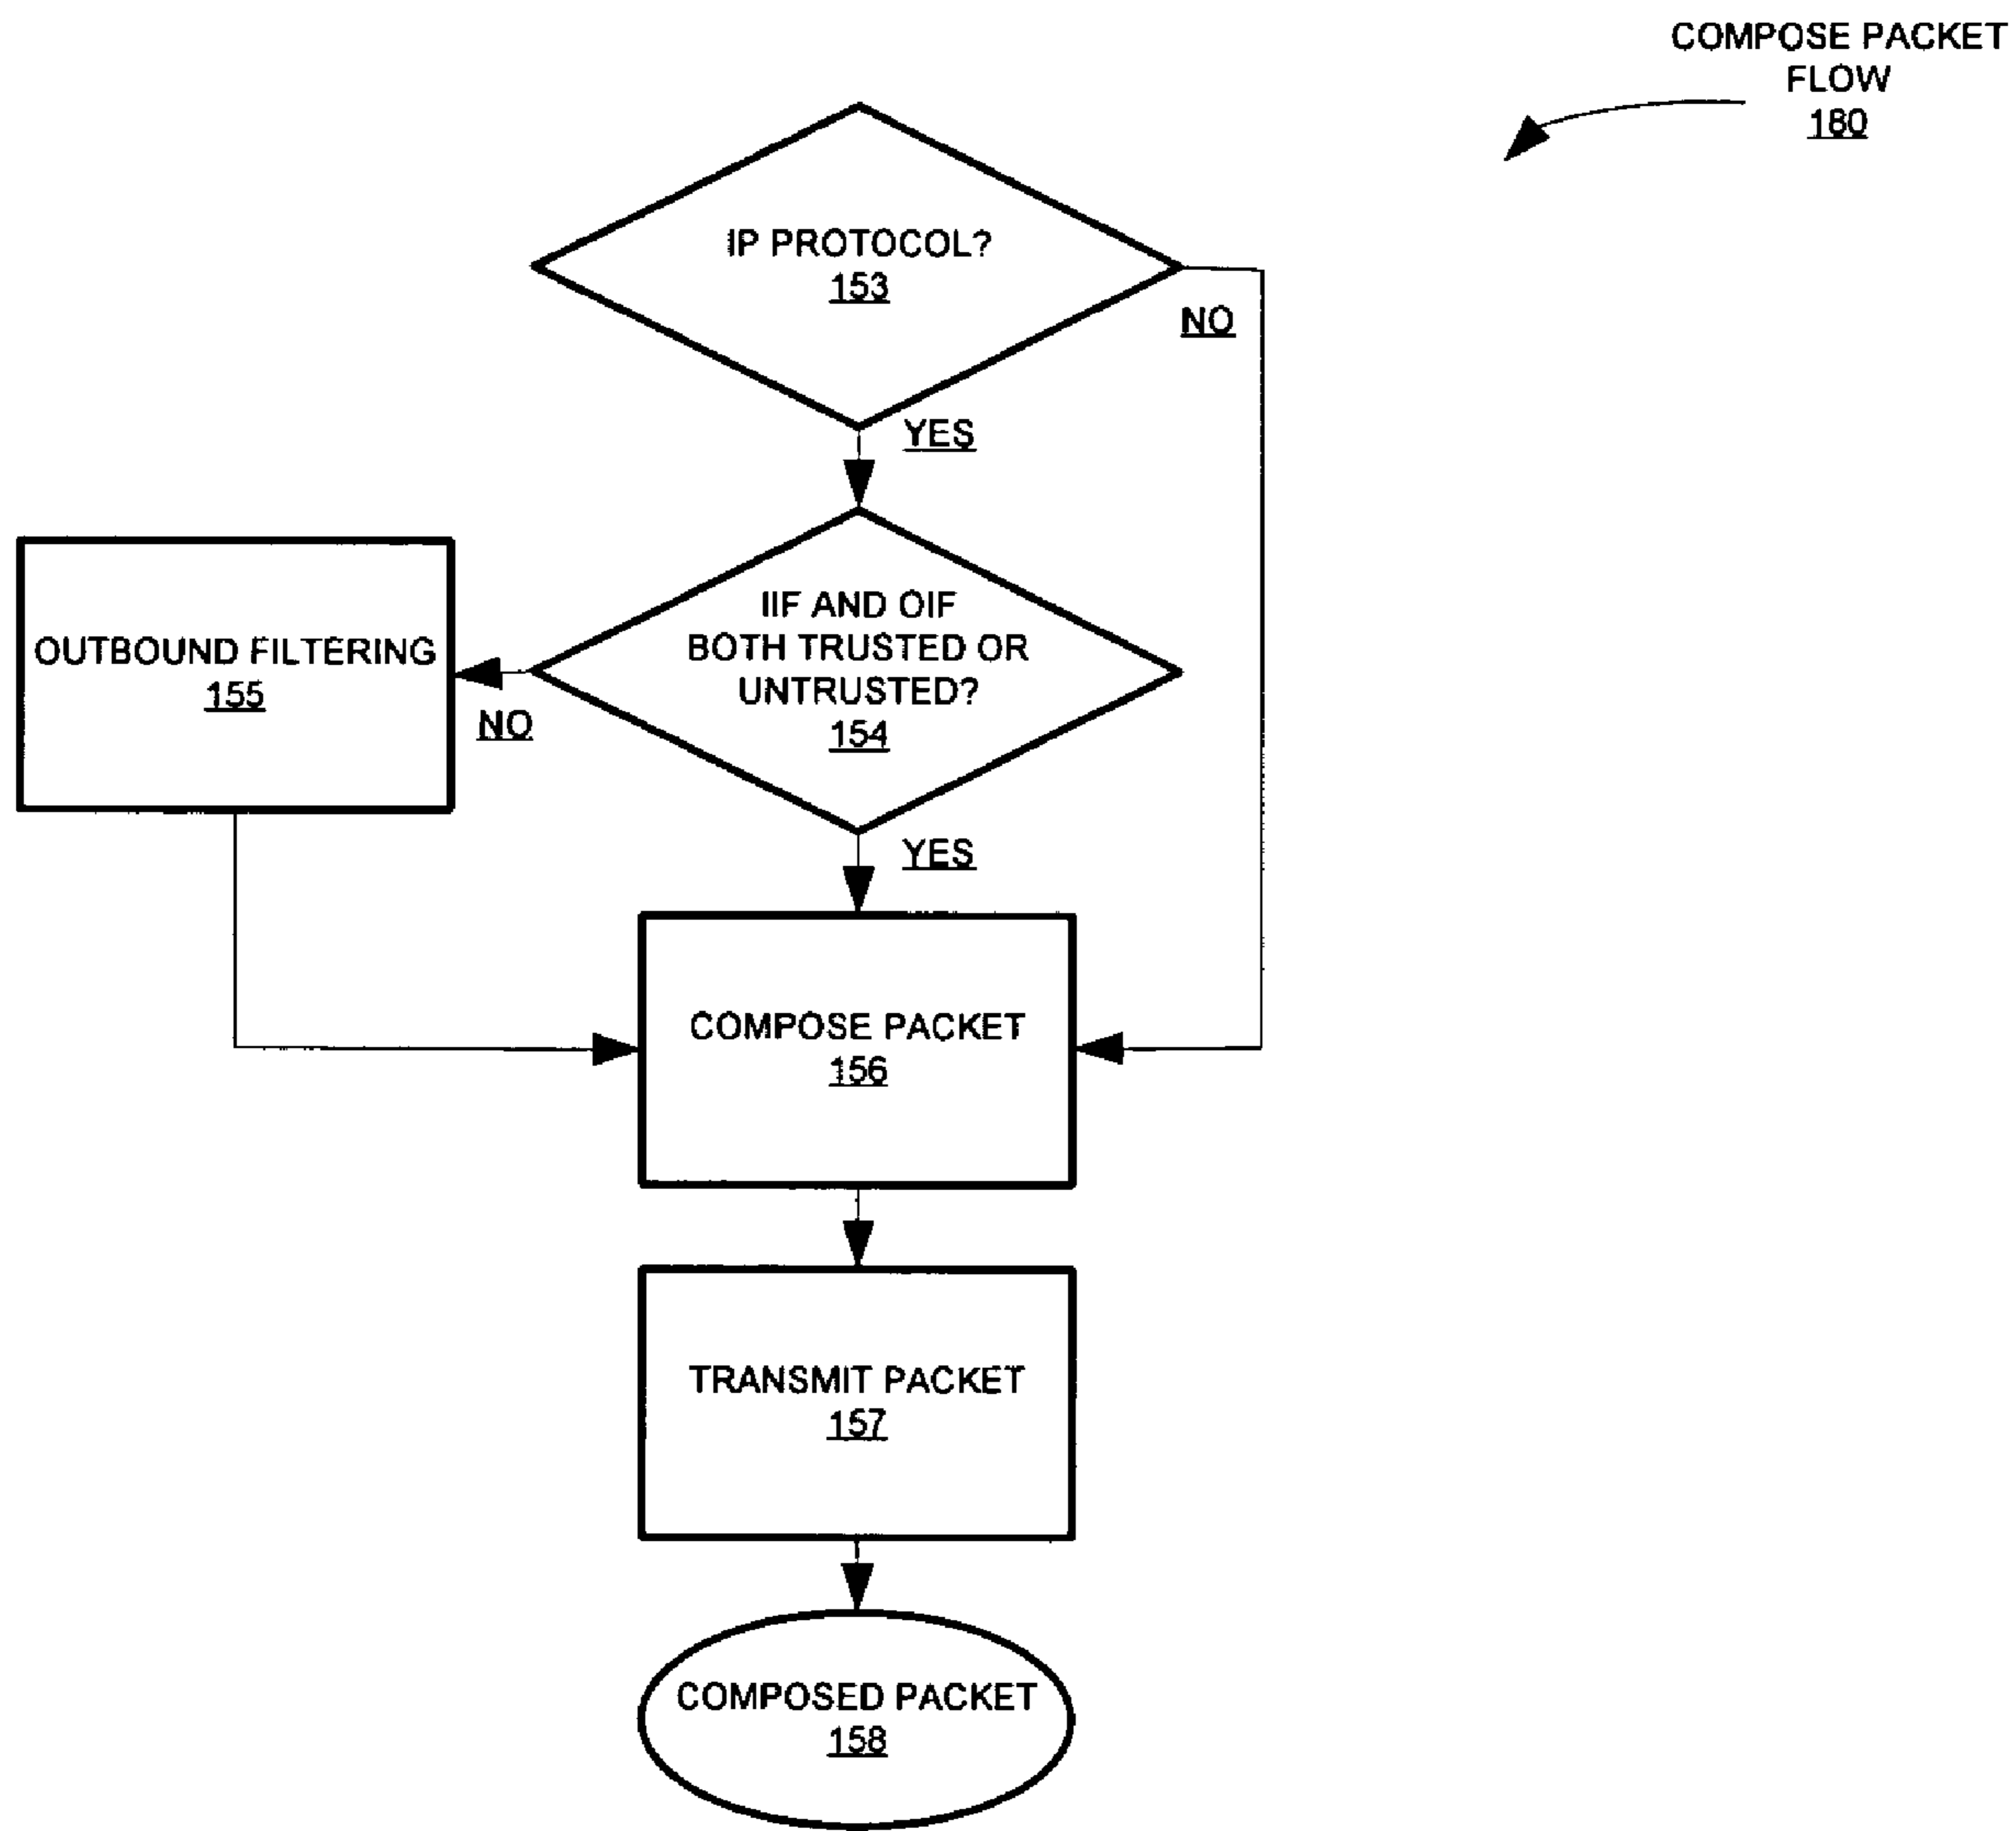 COMPOSE PACKET
FLOW
180
IP PROTOCOL?
153
NO
YES
IIF AND OIF
BOTH TRUSTED OR
UNTRUSTED?
154
OUTBOUND FILTERING
155
NO
YES
COMPOSE PACKET
156
TRANSMIT PACKET
157
COMPOSED PACKET
158